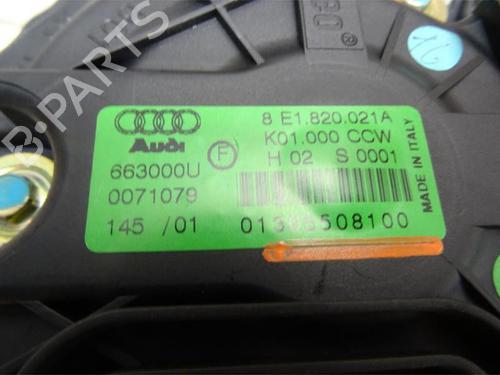 Audi
8 E1.820.021A
K01.000 CCW
H 02 S 0001
663000U
F
0071079
145 /01
MADE IN ITALY
B-Parts